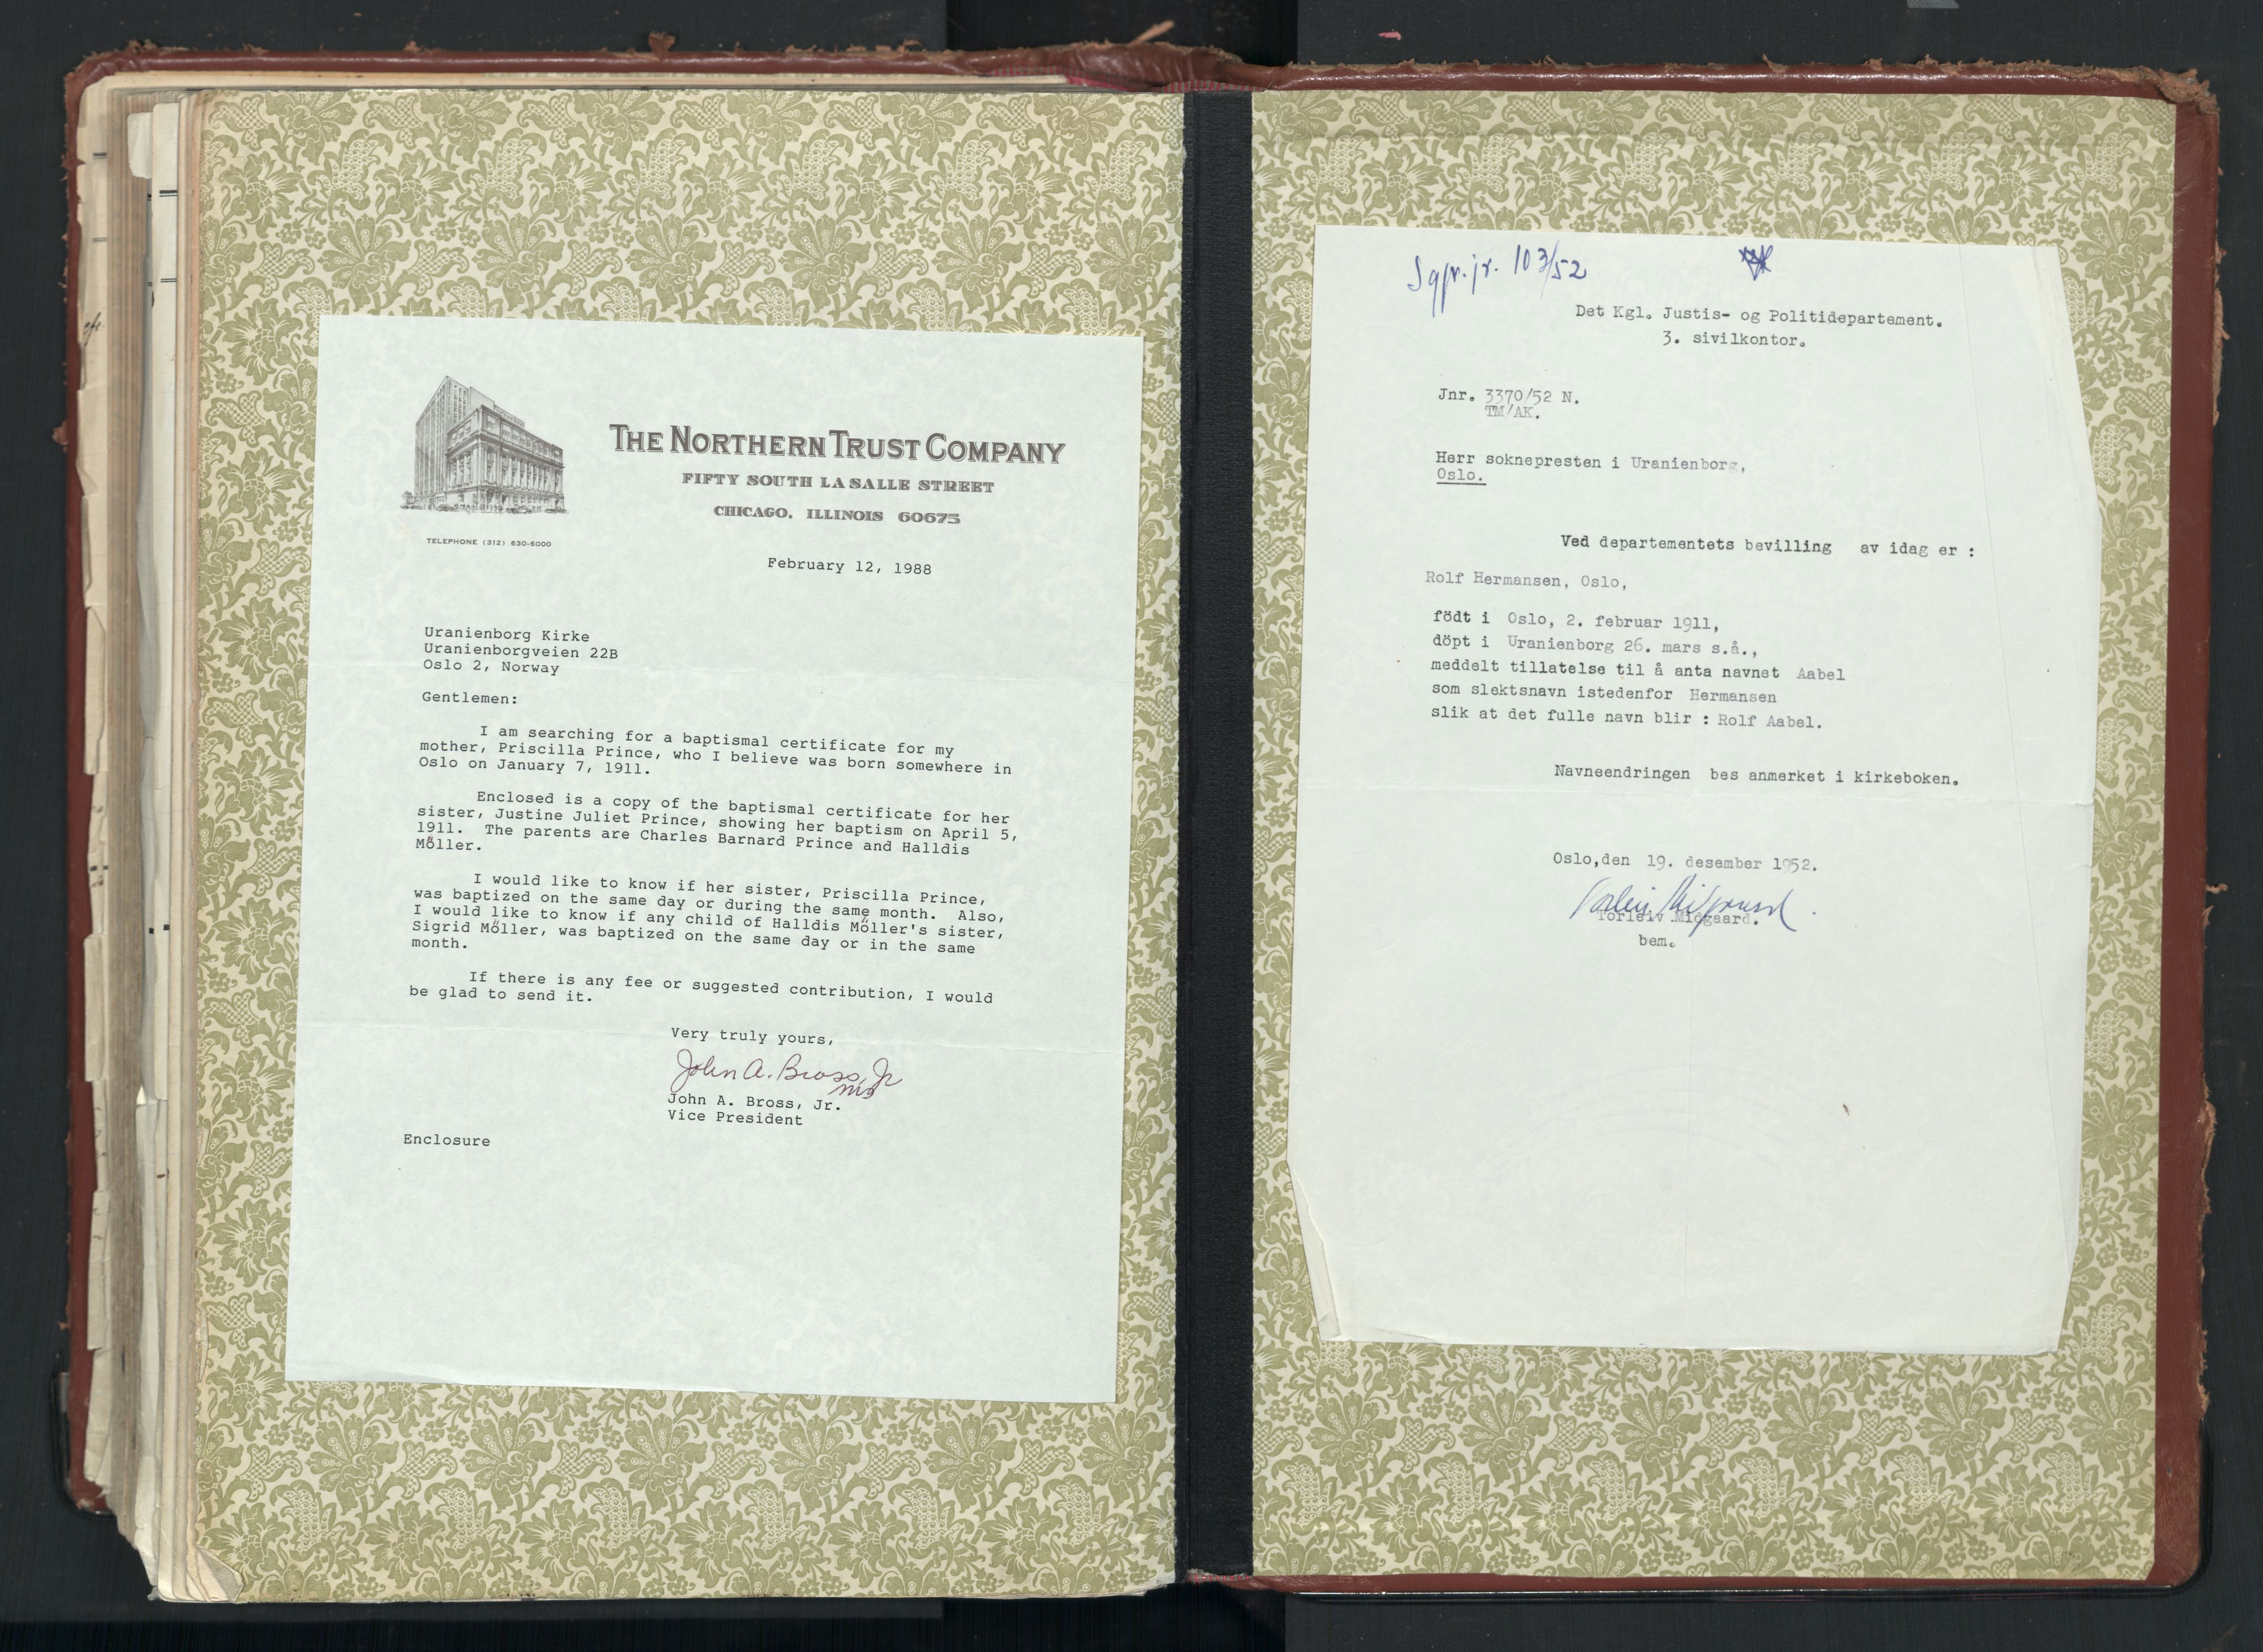 THE NORTHERN TRUST COMPANY
FIFTY SOUTH LA SALLE STREET
CHICAGO, ILLINOIS 60675
TELEPHONE (312) 630-6000
February 12, 1988
Uranienborg Kirke
Uranienborgveien 22B
Oslo 2, Norway
Gentlemen:
I am searching for a baptismal certificate for my
mother, Priscilla Prince, who I believe was born somewhere in
Oslo on January 7, 1911.
Enclosed is a copy of the baptismal certificate for her
sister, Justine Juliet Prince, showing her baptism on April 5,
1911. The parents are Charles Barnard Prince and Halldis
Möller.
I would like to know if her sister, Priscilla Prince,
was baptized on the same day or during the same month. Also,
I would like to know if any child of Halldis Möller's sister,
Sigrid Möller, was baptized on the same day or in the same
month.
If there is any fee or suggested contribution, I would
be glad to send it.
Very truly yours,
John A. Bross, Jr
John A. Bross, Jr.
Vice President
Enclosure
103/52
Det Kgl. Justis- og Politidepartement.
3. sivilkontor.
Jnr. 3370/52 N.
TM/AK.
Herr soknepresten i Uranienborg,
Oslo.
Ved departementets bevilling av idag er :
Rolf Hermansen, Oslo,
födt i Oslo, 2. februar 1911,
döpt i Uranienborg 26. mars s.å.,
meddelt tillatelse til å anta navnet Aabel
som slektsnavn istedenfor Hermansen
slik at det fulle navn blir : Rolf Aabel.
Navneendringen bes anmerket i kirkeboken.
Oslo,den 19. desember 1952.
Torleiv Midgaard
Torleiv Midgaard.
bem.